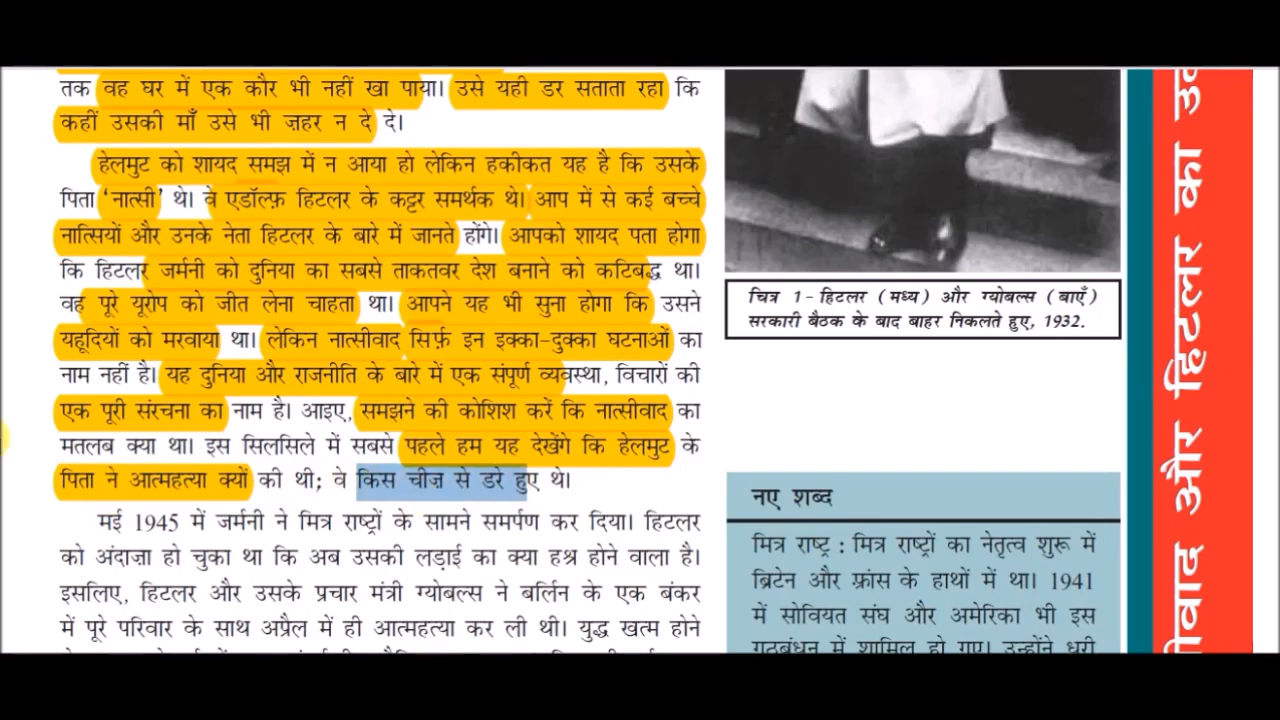 तक वह घर में एक कौर भी नहीं खा पाया। उसे यही डर सताता रहा कि
कहीं उसकी माँ उसे भी ज़हर न दे दे।
हेलमुट को शायद समझ में न आया हो लेकिन हकीकत यह है कि उसके
पिता ‘नात्सी’ थे। वे एडॉल्फ़ हिटलर के कट्टर समर्थक थे। आप में से कई बच्चे
नात्सियों और उनके नेता हिटलर के बारे में जानते होंगे। आपको शायद पता होगा
कि हिटलर जर्मनी को दुनिया का सबसे ताकतवर देश बनाने को कटिबद्ध था।
वह पूरे यूरोप को जीत लेना चाहता था। आपने यह भी सुना होगा कि उसने
यहूदियों को मरवाया था। लेकिन नात्सीवाद सिर्फ़ इन इक्का-दुक्का घटनाओं का
नाम नहीं है। यह दुनिया और राजनीति के बारे में एक संपूर्ण व्यवस्था, विचारों की
एक पूरी संरचना का नाम है। आइए, समझने की कोशिश करें कि नात्सीवाद का
मतलब क्या था। इस सिलसिले में सबसे पहले हम यह देखेंगे कि हेलमुट के
पिता ने आत्महत्या क्यों की थी; वे किस चीज़ से डरे हुए थे।
मई 1945 में जर्मनी ने मित्र राष्ट्रों के सामने समर्पण कर दिया। हिटलर
को अंदाज़ा हो चुका था कि अब उसकी लड़ाई का क्या हश्र होने वाला है।
इसलिए, हिटलर और उसके प्रचार मंत्री ग्योबल्स ने बर्लिन के एक बंकर
में पूरे परिवार के साथ अप्रैल में ही आत्महत्या कर ली थी। युद्ध खत्म होने
चित्र 1-हिटलर (मध्य) और ग्योबल्स (बाएँ)
सरकारी बैठक के बाद बाहर निकलते हुए, 1932.
नए शब्द
मित्र राष्ट्र : मित्र राष्ट्रों का नेतृत्व शुरू में
ब्रिटेन और फ़्रांस के हाथों में था। 1941
में सोवियत संघ और अमेरिका भी इस
गठबंधन में शामिल हो गए। उन्होंने धुरी
और हिटलर का